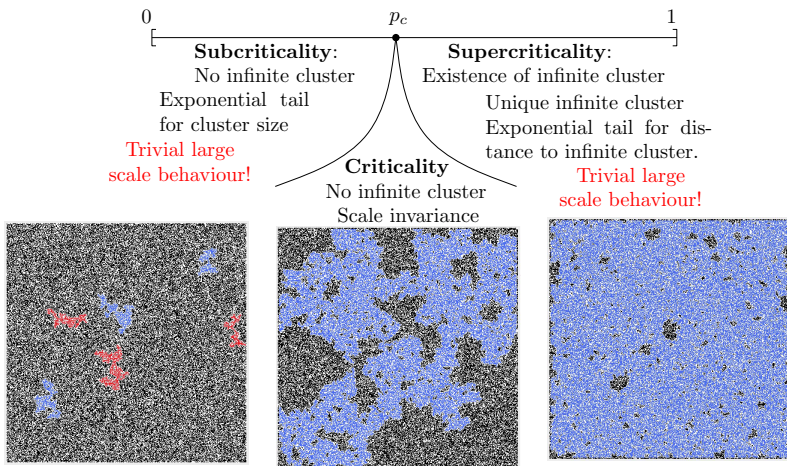 0
p_c
1
Subcriticality:
No infinite cluster
Exponential tail
for cluster size
Trivial large
scale behaviour!
Supercriticality:
Existence of infinite cluster
Unique infinite cluster
Exponential tail for dis-
tance to infinite cluster.
Trivial large
scale behaviour!
Criticality
No infinite cluster
Scale invariance